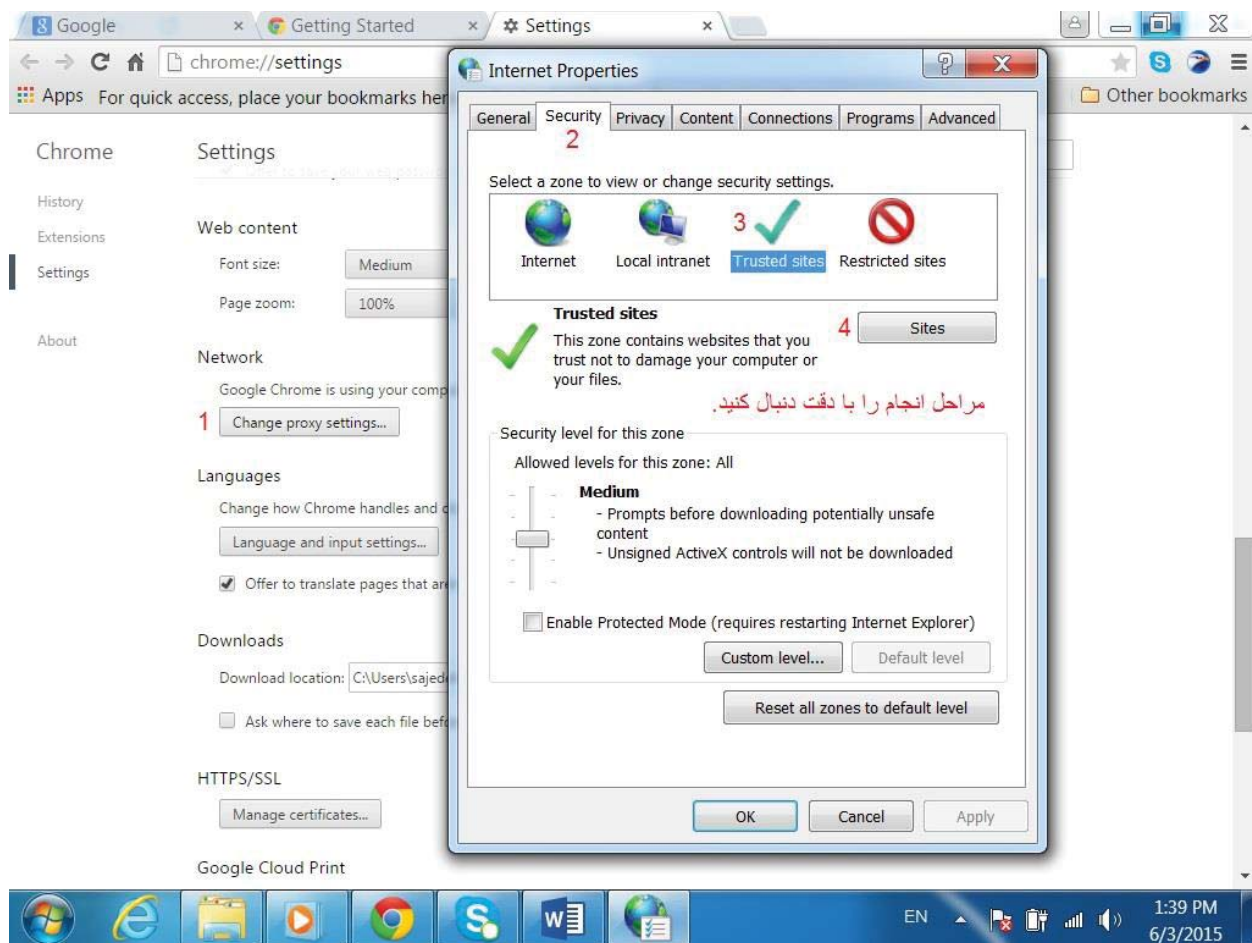 Google
Getting Started
Settings
chrome://settings
Apps For quick access, place your bookmarks her
Other bookmarks
Chrome
History
Extensions
Settings
About
Settings
Web content
Font size: Medium
Page zoom: 100%
Network
Google Chrome is using your comp
1 Change proxy settings...
Languages
Change how Chrome handles and
Language and input settings...
Offer to translate pages that are
Downloads
Download location: C:\Users\sajed
Ask where to save each file befo
HTTPS/SSL
Manage certificates...
Google Cloud Print
Internet Properties
General Security Privacy Content Connections Programs Advanced
2
Select a zone to view or change security settings.
3
Internet Local intranet Trusted sites Restricted sites
Trusted sites
4 Sites
This zone contains websites that you
trust not to damage your computer or
your files.
مراحل انجام را با دقت دنبال کنید.
Security level for this zone
Allowed levels for this zone: All
Medium
- Prompts before downloading potentially unsafe
content
- Unsigned ActiveX controls will not be downloaded
Enable Protected Mode (requires restarting Internet Explorer)
Custom level... Default level
Reset all zones to default level
OK Cancel Apply
EN
1:39 PM
6/3/2015